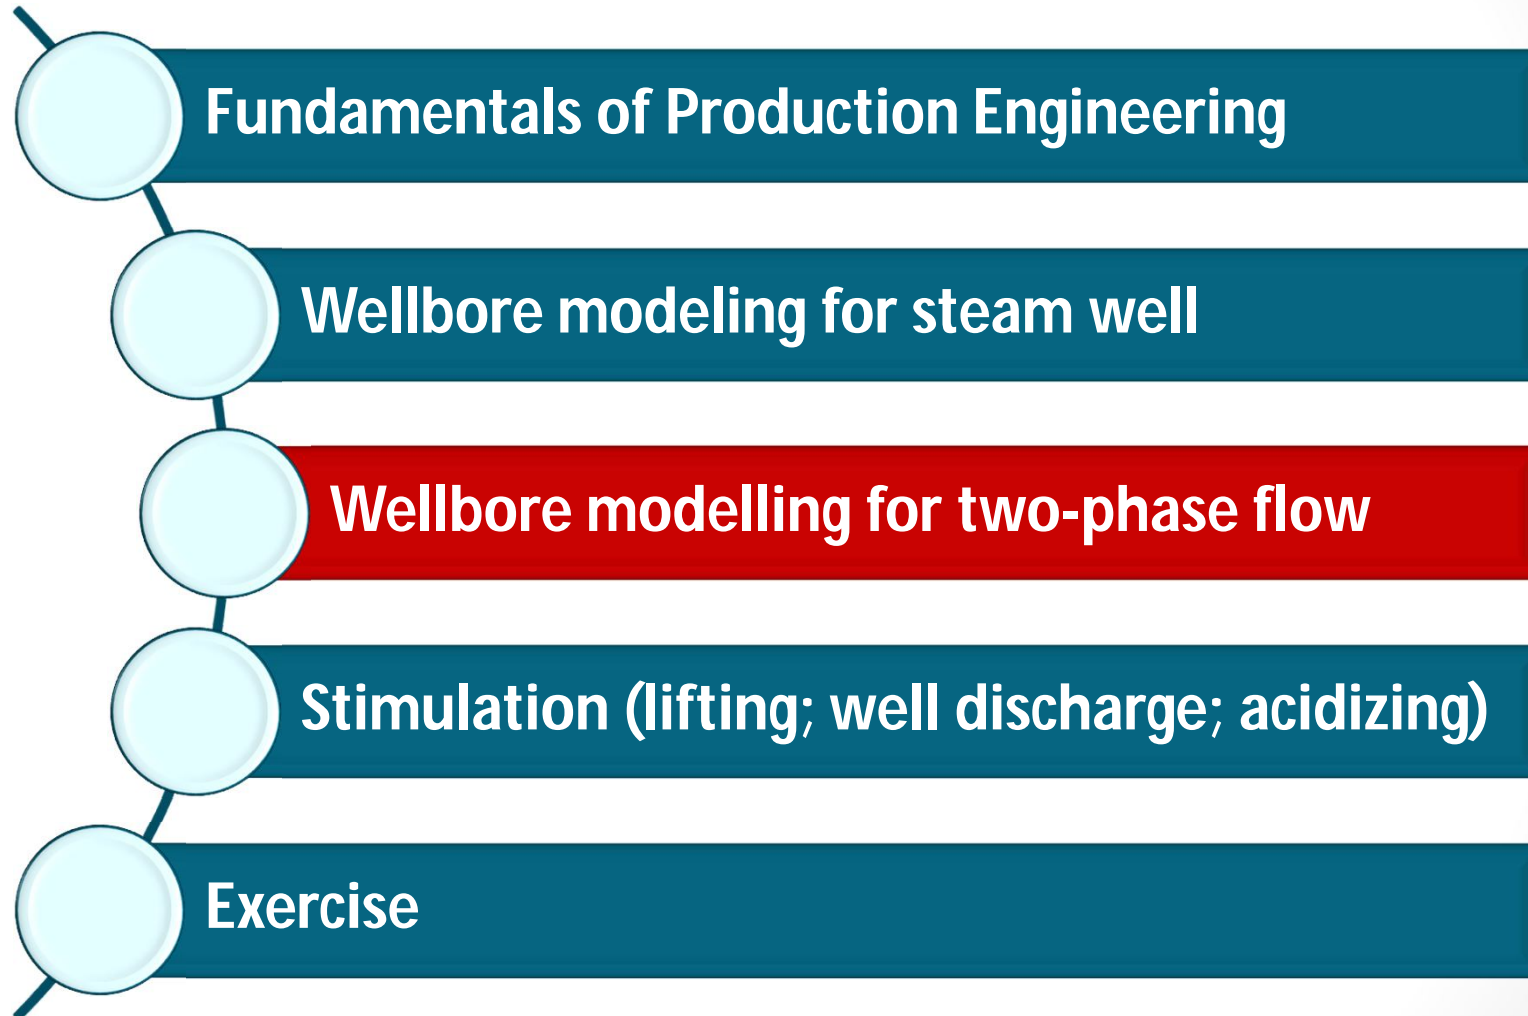 Fundamentals of Production Engineering
Wellbore modeling for steam well
Wellbore modelling for two-phase flow
Stimulation (lifting; well discharge; acidizing)
Exercise